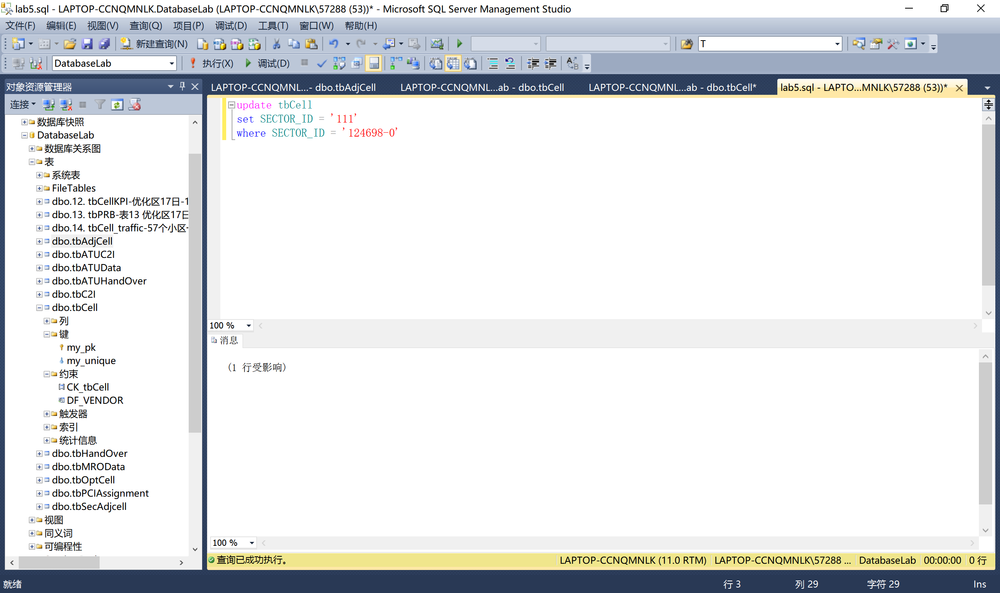 lab5.sql - LAPTOP-CCNQMNLK.DatabaseLab (LAPTOP-CCNQMNLK\57288 (53))* - Microsoft SQL Server Management Studio
文件(F) 编辑(E) 视图(V) 查询(Q) 项目(P) 调试(D) 工具(T) 窗口(W) 帮助(H)
新建查询(N) T
DatabaseLab 执行(X) 调试(D)
对象资源管理器
连接
数据库快照
DatabaseLab
数据库关系图
表
系统表
FileTables
dbo.12. tbCellKPI-优化区17日-1
dbo.13. tbPRB-表13 优化区17日
dbo.14. tbCell_traffic-57个小区-
dbo.tbAdjCell
dbo.tbATUC2I
dbo.tbATUData
dbo.tbATUHandOver
dbo.tbC2I
dbo.tbCell
列
键
my_pk
my_unique
约束
CK_tbCell
DF_VENDOR
触发器
索引
统计信息
dbo.tbHandOver
dbo.tbMROData
dbo.tbOptCell
dbo.tbPCIAssignment
dbo.tbSecAdjcell
视图
同义词
可编程性
LAPTOP-CCNQMNL...- dbo.tbAdjCell LAPTOP-CCNQMNL...ab - dbo.tbCell LAPTOP-CCNQMNL...ab - dbo.tbCell* lab5.sql - LAPTO...MNLK\57288 (53))*
update tbCell
set SECTOR_ID = '111'
where SECTOR_ID = '124698-0'
100 %
消息
(1 行受影响)
100 %
查询已成功执行。 LAPTOP-CCNQMNLK (11.0 RTM) LAPTOP-CCNQMNLK\57288 ... DatabaseLab 00:00:00 0 行
就绪 行 3 列 29 字符 29 Ins